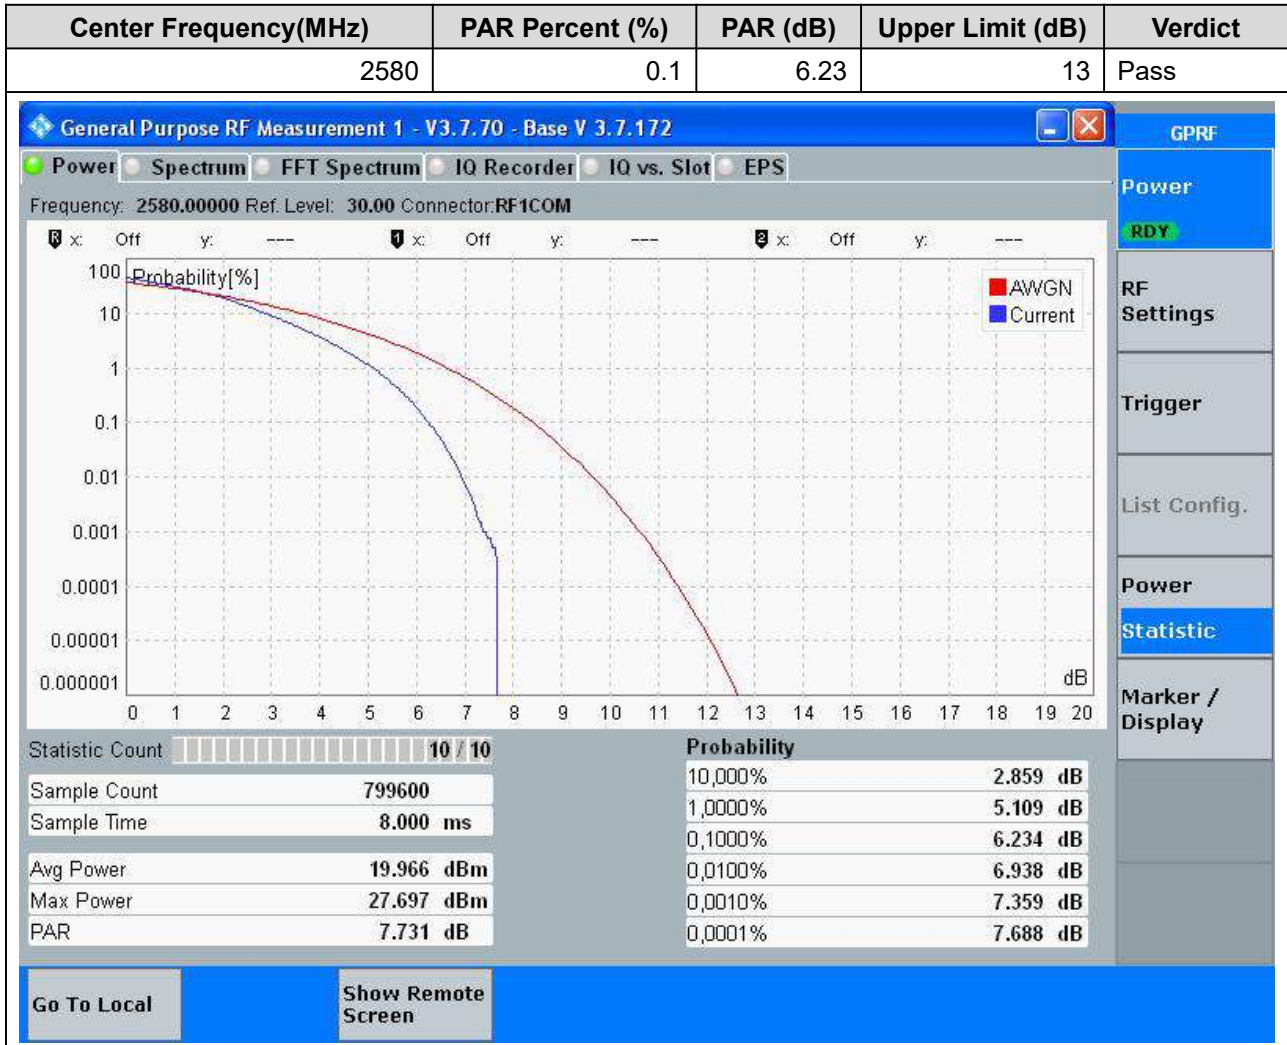 Center Frequency(MHz) PAR Percent (%) PAR (dB) Upper Limit (dB) Verdict
2580 0.1 6.23 13 Pass
General Purpose RF Measurement 1 - V3.7.70 - Base V 3.7.172
GPRF
Power Spectrum FFT Spectrum IQ Recorder IQ vs. Slot EPS
Power
RDY
Frequency: 2580.00000 Ref. Level: 30.00 Connector:RF1COM
R x: Off y: --- 1 x: Off y: --- 2 x: Off y: ---
Probability[%]
100
10
1
0.1
0.01
0.001
0.0001
0.00001
0.000001
AWGN
Current
dB
0 1 2 3 4 5 6 7 8 9 10 11 12 13 14 15 16 17 18 19 20
RF
Settings
Trigger
List Config.
Power
Statistic
Marker /
Display
Statistic Count 10 / 10
Sample Count 799600
Sample Time 8.000 ms
Avg Power 19.966 dBm
Max Power 27.697 dBm
PAR 7.731 dB
Probability
10,000% 2.859 dB
1,0000% 5.109 dB
0,1000% 6.234 dB
0,0100% 6.938 dB
0,0010% 7.359 dB
0,0001% 7.688 dB
Go To Local
Show Remote
Screen